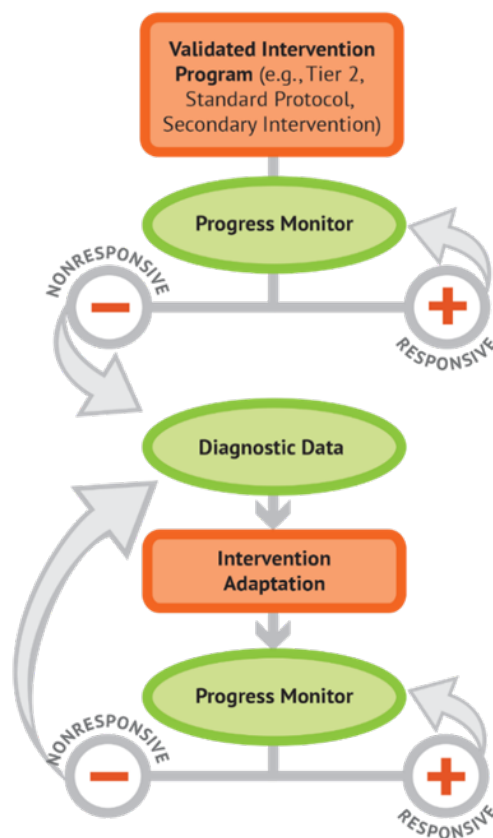 Validated Intervention
Program (e.g., Tier 2,
Standard Protocol,
Secondary Intervention)
Progress Monitor
NONRESPONSIVE
−
+
RESPONSIVE
Diagnostic Data
Intervention
Adaptation
Progress Monitor
NONRESPONSIVE
−
+
RESPONSIVE